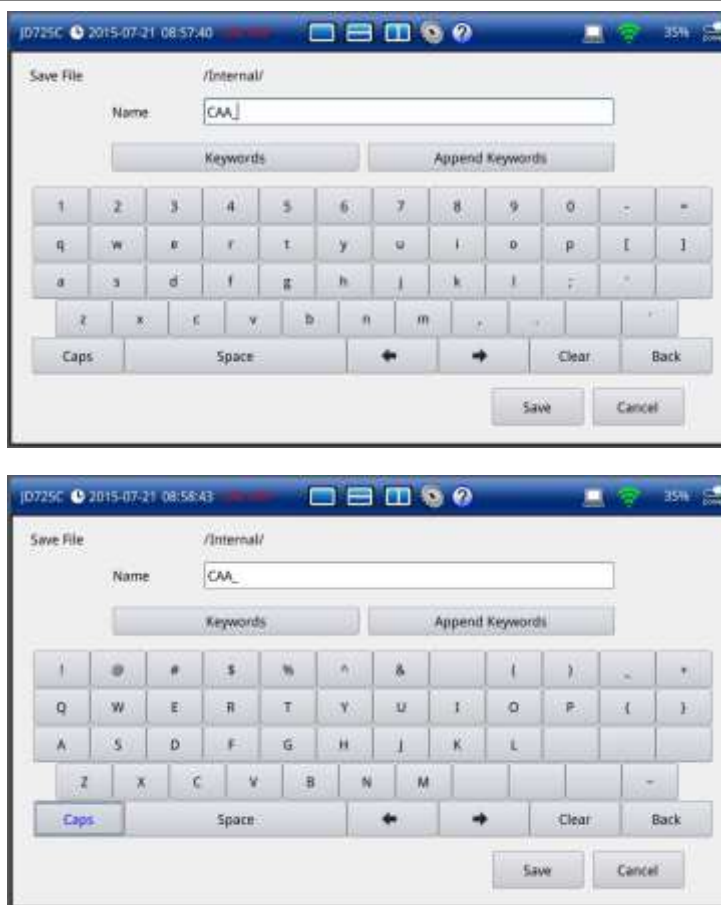 JD725C 2015-07-21 08:57:40 35%
Save File /Internal/
Name CAA_
Keywords Append Keywords
1 2 3 4 5 6 7 8 9 0 - =
q w e r t y u i o p [ ]
a s d f g h j k l ; '
z x c v b n m , . `
Caps Space ← → Clear Back
Save Cancel
JD725C 2015-07-21 08:58:43 35%
Save File /Internal/
Name CAA_
Keywords Append Keywords
! @ # $ % ^ & ( ) _ +
Q W E R T Y U I O P { }
A S D F G H J K L
Z X C V B N M ~
Caps Space ← → Clear Back
Save Cancel